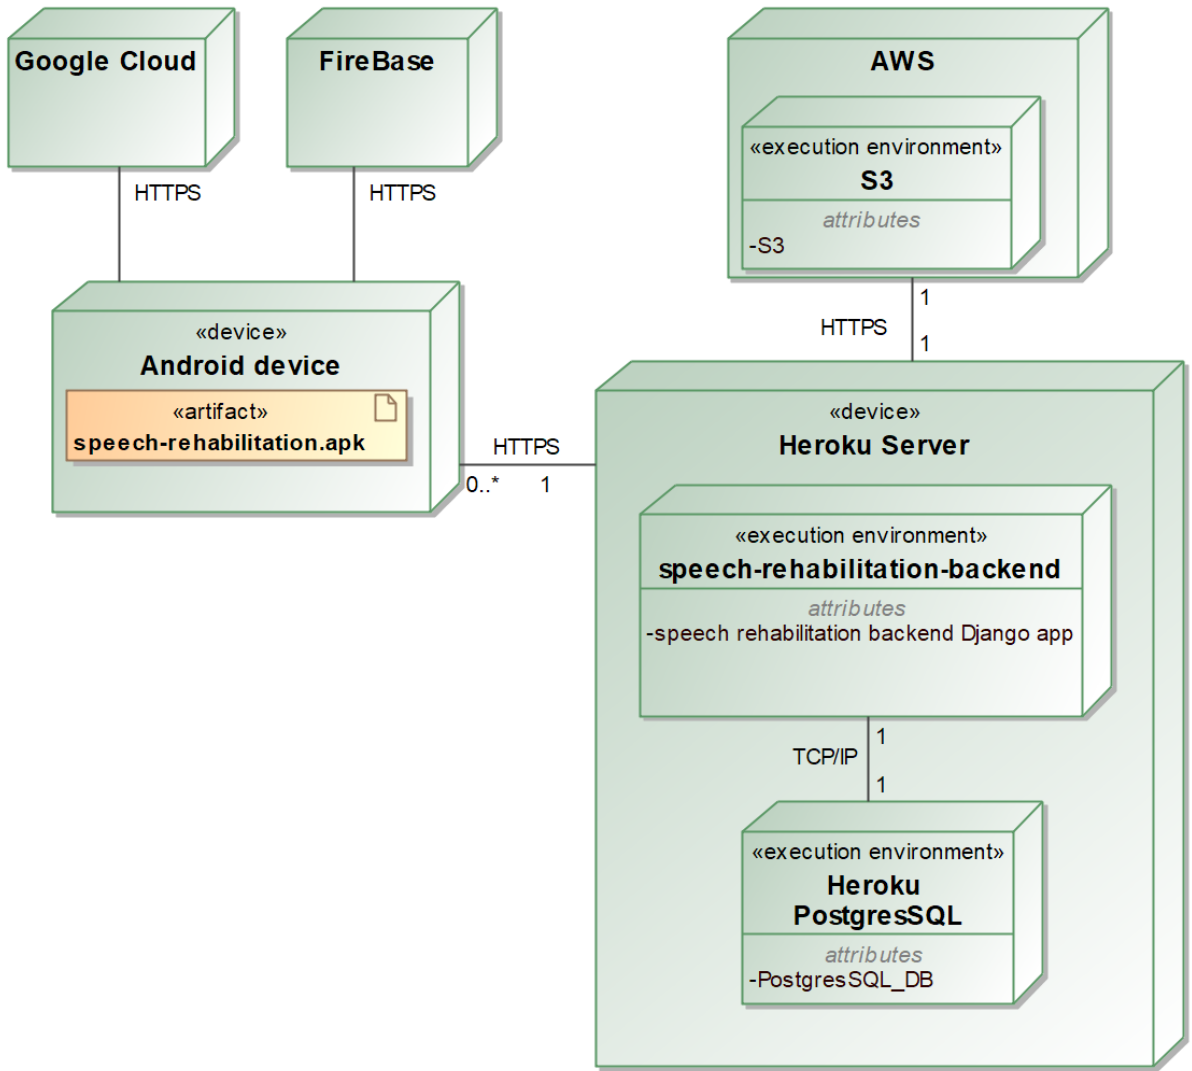 Google Cloud
FireBase
AWS
«execution environment»
S3
attributes
-S3
HTTPS
HTTPS
1
HTTPS
1
«device»
Android device
«artifact»
speech-rehabilitation.apk
HTTPS
0..*
1
«device»
Heroku Server
«execution environment»
speech-rehabilitation-backend
attributes
-speech rehabilitation backend Django app
1
TCP/IP
1
«execution environment»
Heroku
PostgresSQL
attributes
-PostgresSQL_DB